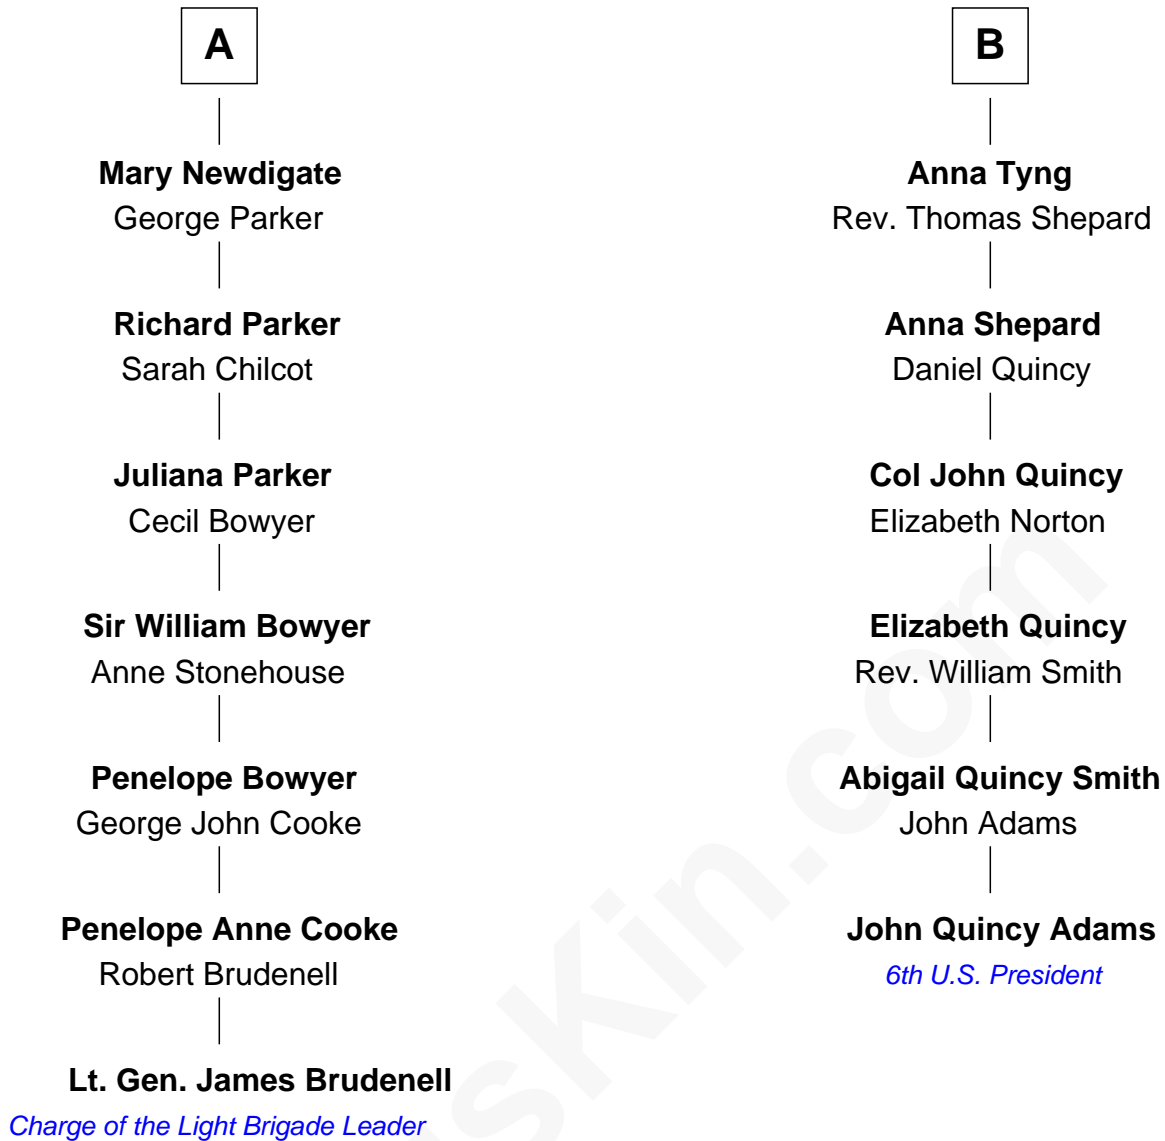 A
Mary Newdigate
George Parker
Richard Parker
Sarah Chilcot
Juliana Parker
Cecil Bowyer
Sir William Bowyer
Anne Stonehouse
Penelope Bowyer
George John Cooke
Penelope Anne Cooke
Robert Brudenell
Lt. Gen. James Brudenell
Charge of the Light Brigade Leader
B
Anna Tyng
Rev. Thomas Shepard
Anna Shepard
Daniel Quincy
Col John Quincy
Elizabeth Norton
Elizabeth Quincy
Rev. William Smith
Abigail Quincy Smith
John Adams
John Quincy Adams
6th U.S. President